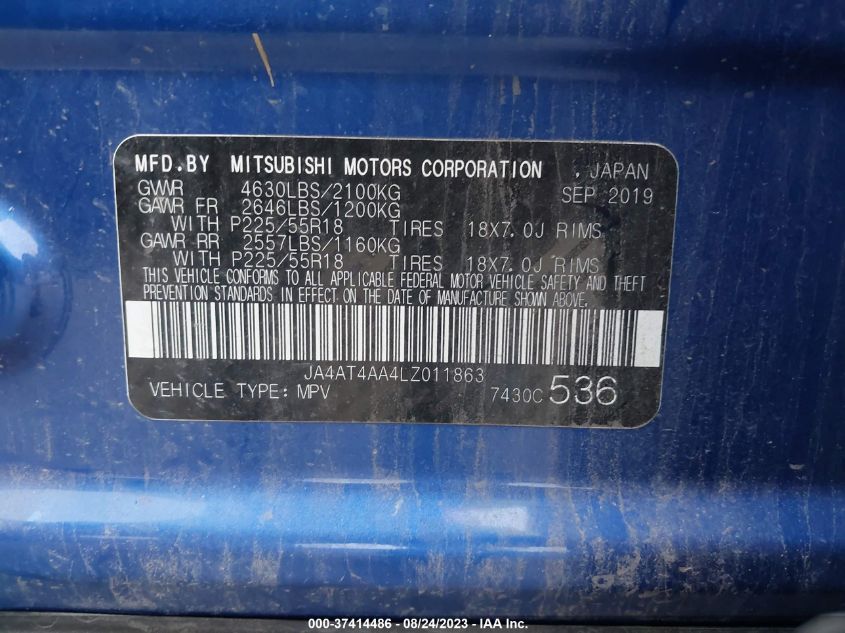 MFD.BY MITSUBISHI MOTORS CORPORATION , JAPAN
GVWR 4630LBS/2100KG SEP 2019
GAWR FR 2646LBS/1200KG
WITH P225/55R18 TIRES 18X7.0J RIMS
GAWR RR 2557LBS/1160KG
WITH P225/55R18 TIRES 18X7.0J RIMS
THIS VEHICLE CONFORMS TO ALL APPLICABLE FEDERAL MOTOR VEHICLE SAFETY AND THEFT
PREVENTION STANDARDS IN EFFECT ON THE DATE OF MANUFACTURE SHOWN ABOVE.
JA4AT4AA4LZ011863
VEHICLE TYPE: MPV 7430C 536
000-37414486 - 08/24/2023 - IAA Inc.